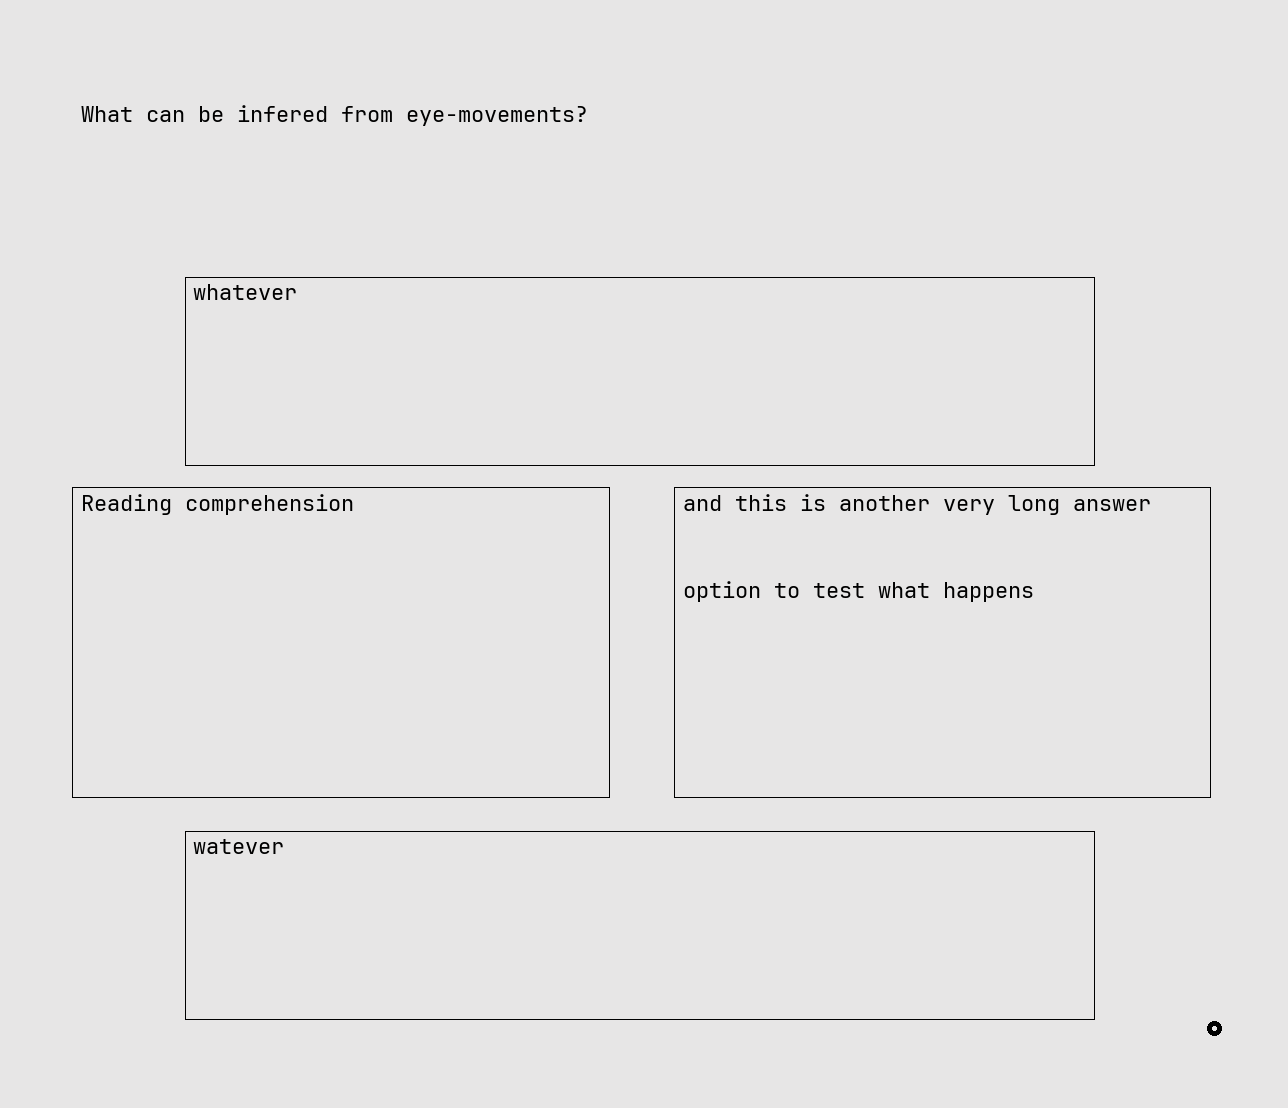 What can be infered from eye-movements?
whatever
Reading comprehension
and this is another very long answer
option to test what happens
watever